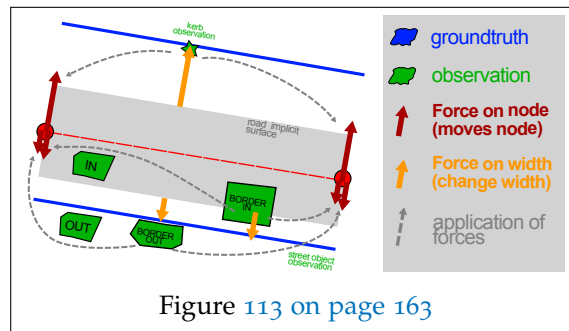 kerb
observation
road implicit
surface
IN
BORDER
IN
OUT
BORDER
OUT
street object
observation
groundtruth
observation
Force on node
(moves node)
Force on width
(change width)
application of
forces
Figure 113 on page 163